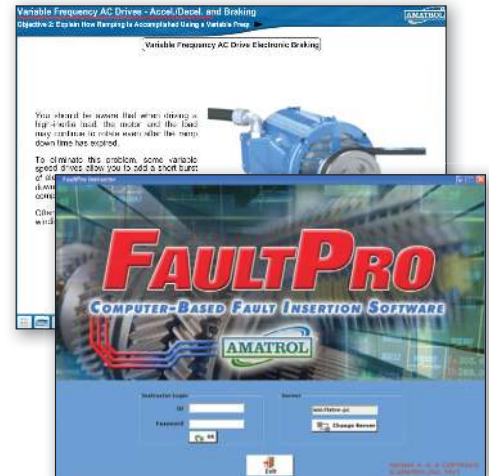 Variable Frequency AC Drives - Accel./Decel. and Braking
AMATROL
Objective 2: Explain How Ramping Is Accomplished Using a Variable Freq.
Variable Frequency AC Drive Electronic Braking
You should be aware that when driving a
high-inertia load, the motor and the load
may continue to rotate even after the ramp
down time has expired.
To eliminate this problem, some variable
speed drives allow you to add a short burst
of
FaultPro Instructor
FAULTPRO
COMPUTER-BASED FAULT INSERTION SOFTWARE
AMATROL
Instructor Login
Server
ID
Password
OK
Change Server
Exit